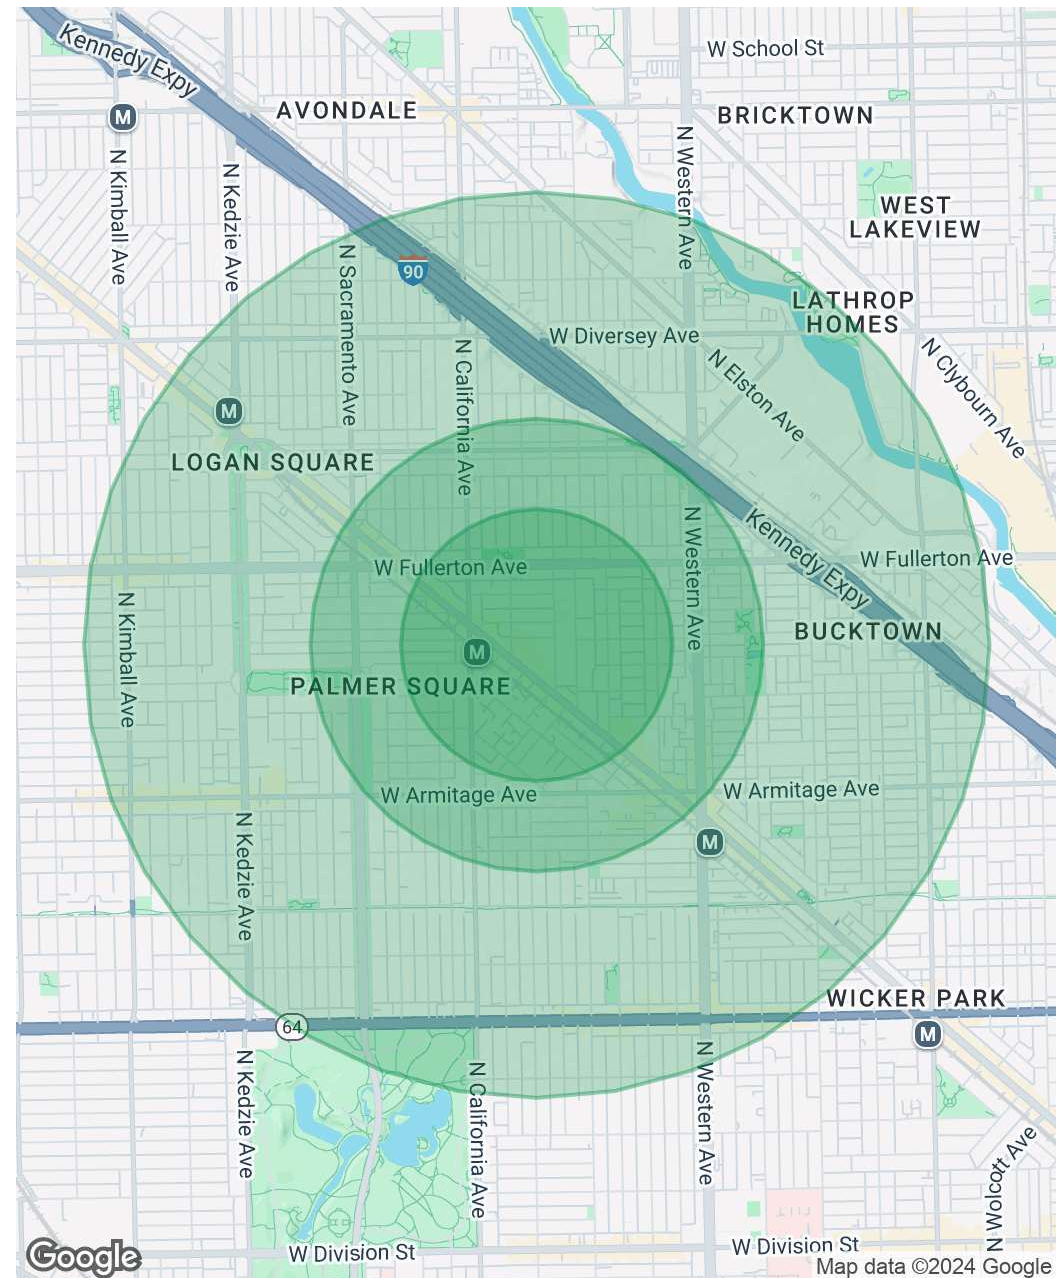 Kennedy Expy
W School St
M
AVONDALE
BRICKTOWN
N Kimball Ave
N Kedzie Ave
N Western Ave
WEST
LAKEVIEW
N Sacramento Ave
90
LATHROP
HOMES
W Diversey Ave
N California Ave
N Elston Ave
N Clybourn Ave
M
LOGAN SQUARE
N Western Ave
Kennedy Expy
W Fullerton Ave
W Fullerton Ave
N Kimball Ave
M
BUCKTOWN
PALMER SQUARE
W Armitage Ave
W Armitage Ave
N Kedzie Ave
M
WICKER PARK
64
M
N Kedzie Ave
N California Ave
N Western Ave
N Wolcott Ave
W Division St
W Division St
Google
Map data ©2024 Google